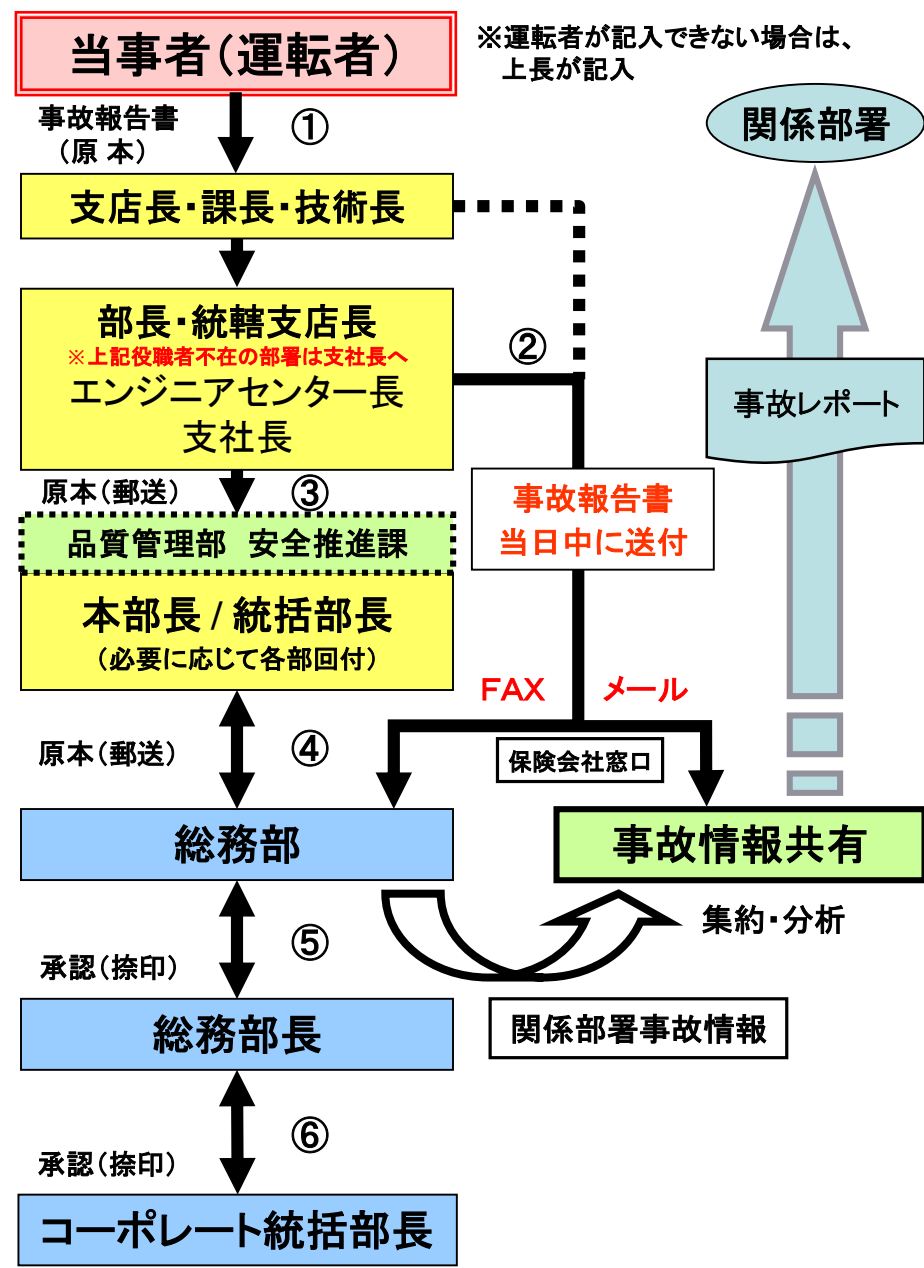 当事者（運転者）
※運転者が記入できない場合は、
上長が記入
事故報告書
（原 本）
①
関係部署
支店長・課長・技術長
部長・統轄支店長
※上記役職者不在の部署は支社長へ
エンジニアセンター長
支社長
②
事故レポート
原本（郵送）
③
事故報告書
当日中に送付
品質管理部　安全推進課
本部長 / 統括部長
（必要に応じて各部回付）
ＦＡＸ
メール
原本（郵送）
④
保険会社窓口
総務部
事故情報共有
集約・分析
⑤
承認（捺印）
総務部長
関係部署事故情報
⑥
承認（捺印）
コーポレート統括部長